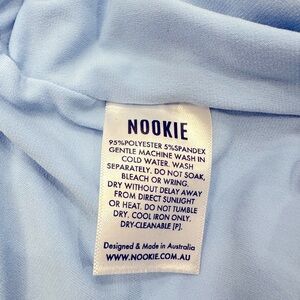 NOOKIE
95%POLYESTER 5%SPANDEX
GENTLE MACHINE WASH IN
COLD WATER. WASH
SEPARATELY. DO NOT SOAK,
BLEACH OR WRING.
DRY WITHOUT DELAY AWAY
FROM DIRECT SUNLIGHT
OR HEAT. DO NOT TUMBLE
DRY. COOL IRON ONLY.
DRY-CLEANABLE [P].
Designed & Made in Australia
WWW.NOOKIE.COM.AU